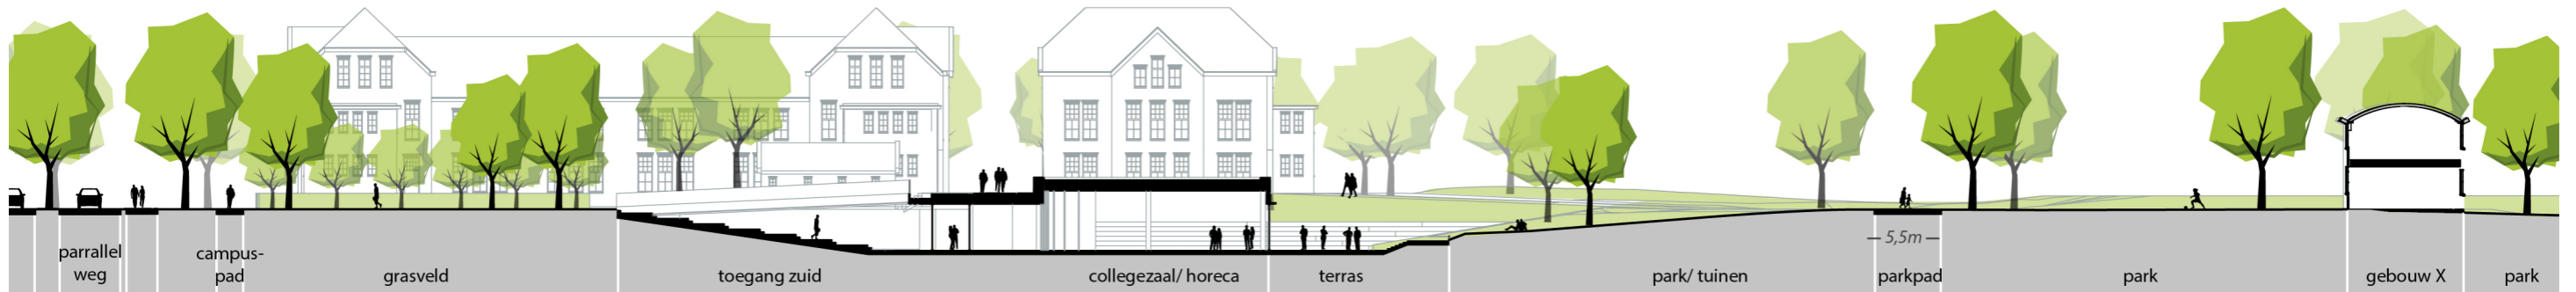 parrallel
weg
campus-
pad
grasveld
toegang zuid
collegezaal/ horeca
terras
park/ tuinen
5,5m
parkpad
park
gebouw X
park